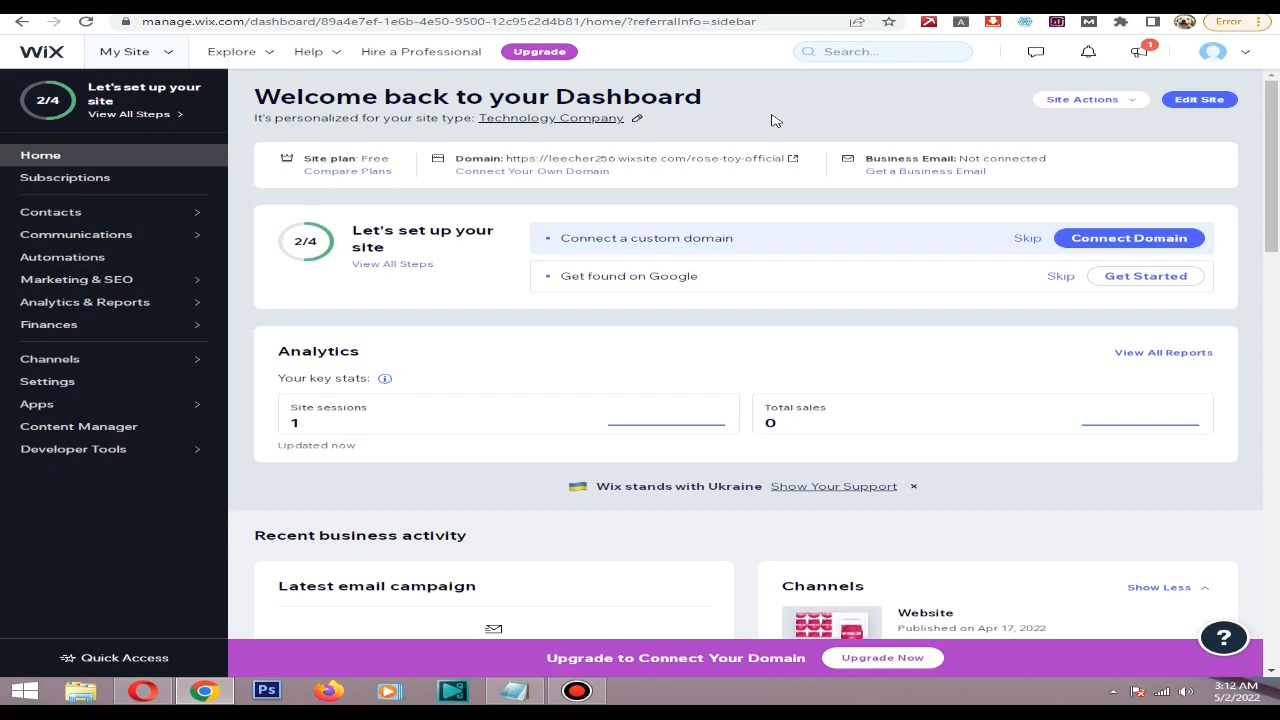 manage.wix.com/dashboard/89a4e7ef-1e6b-4e50-9500-12c95c2d4b81/home/?referralInfo=sidebar
Error
WIX
My Site
Explore
Help
Hire a Professional
Upgrade
Search...
1
2/4
Let's set up your
site
View All Steps
Home
Subscriptions
Contacts
Communications
Automations
Marketing & SEO
Analytics & Reports
Finances
Channels
Settings
Apps
Content Manager
Developer Tools
Quick Access
Welcome back to your Dashboard
It's personalized for your site type: Technology Company
Site Actions
Edit Site
Site plan: Free
Compare Plans
Domain: https://leecher256.wixsite.com/rose-toy-official
Connect Your Own Domain
Business Email: Not connected
Get a Business Email
2/4
Let's set up your
site
View All Steps
Connect a custom domain
Skip
Connect Domain
Get found on Google
Skip
Get Started
Analytics
View All Reports
Your key stats:
Site sessions
1
Total sales
0
Updated now
Wix stands with Ukraine Show Your Support
Recent business activity
Latest email campaign
Channels
Show Less
Website
Published on Apr 17, 2022
?
Upgrade to Connect Your Domain
Upgrade Now
Ps
3:12 AM
5/2/2022